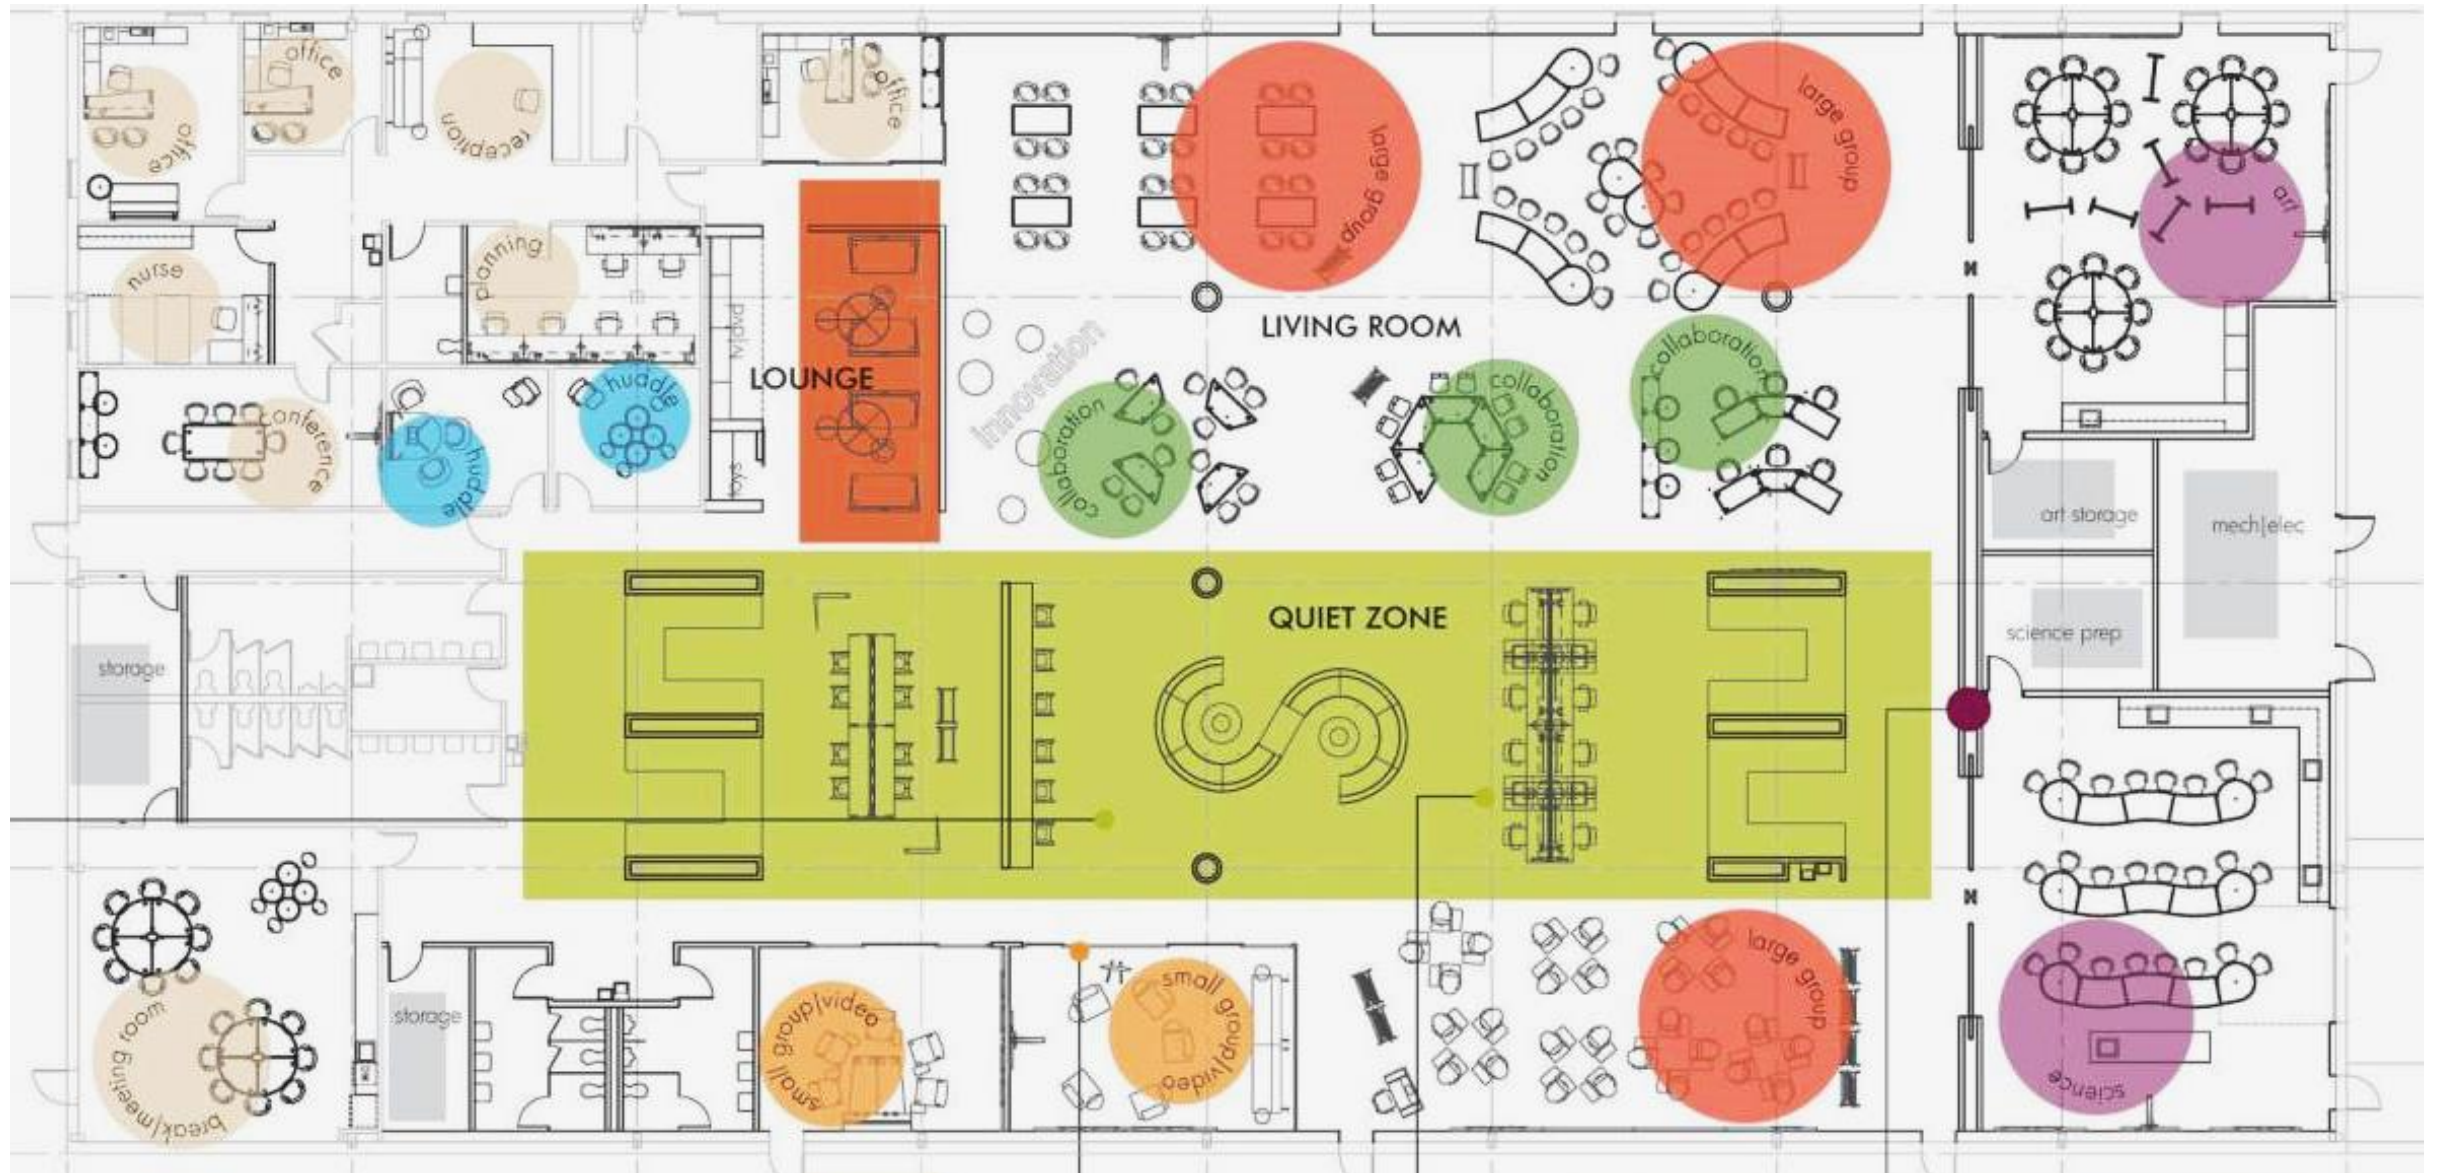 office
office
reception
office
large group
large group
art
nurse
planning
LOUNGE
Innovation
LIVING ROOM
conference
huddle
huddle
collaboration
collaboration
collaboration
toys
art storage
mech|elec
QUIET ZONE
science prep
storage
storage
break/meeting room
small group|video
small group|video
large group
science